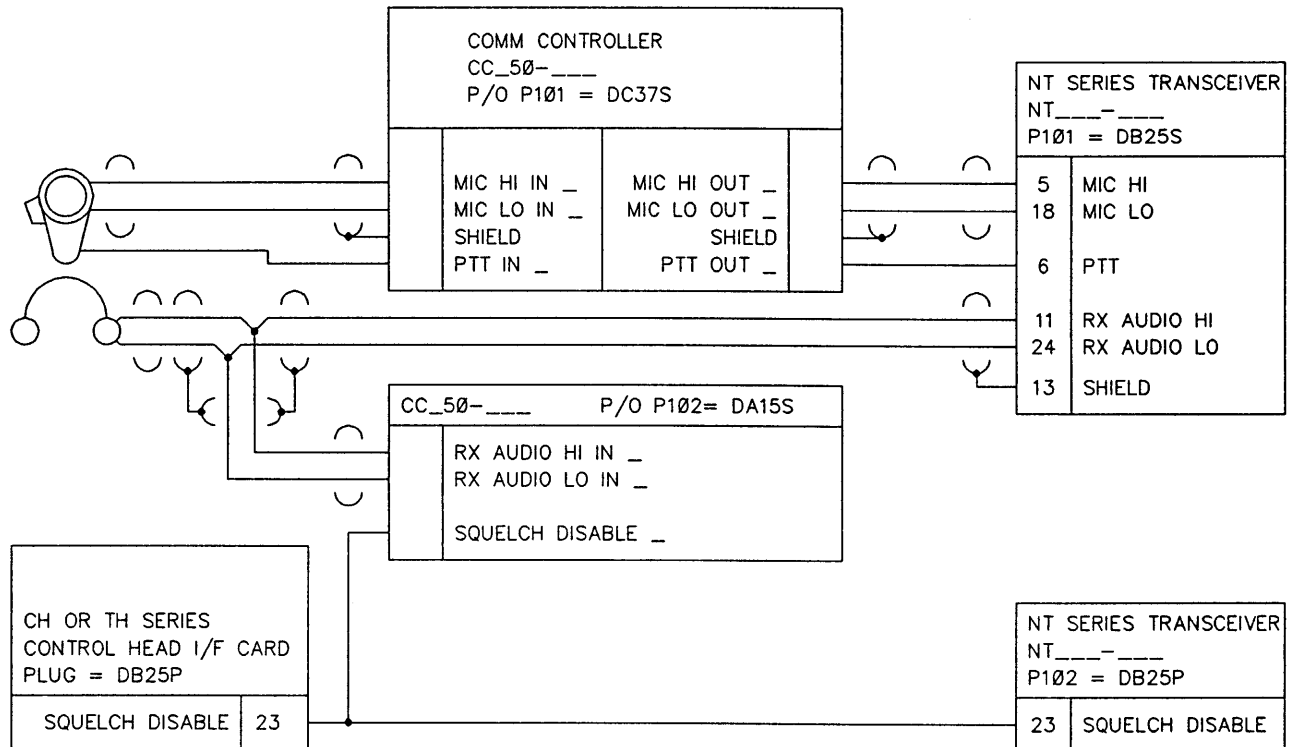 COMM CONTROLLER
CC_5Ø-___
P/O P1Ø1 = DC37S
MIC HI IN _
MIC LO IN _
SHIELD
PTT IN _
MIC HI OUT _
MIC LO OUT _
SHIELD
PTT OUT _
NT SERIES TRANSCEIVER
NT___-___
P1Ø1 = DB25S
5 MIC HI
18 MIC LO
6 PTT
11 RX AUDIO HI
24 RX AUDIO LO
13 SHIELD
CC_5Ø-___ P/O P1Ø2= DA15S
RX AUDIO HI IN _
RX AUDIO LO IN _
SQUELCH DISABLE _
CH OR TH SERIES
CONTROL HEAD I/F CARD
PLUG = DB25P
SQUELCH DISABLE 23
NT SERIES TRANSCEIVER
NT___-___
P1Ø2 = DB25P
23 SQUELCH DISABLE